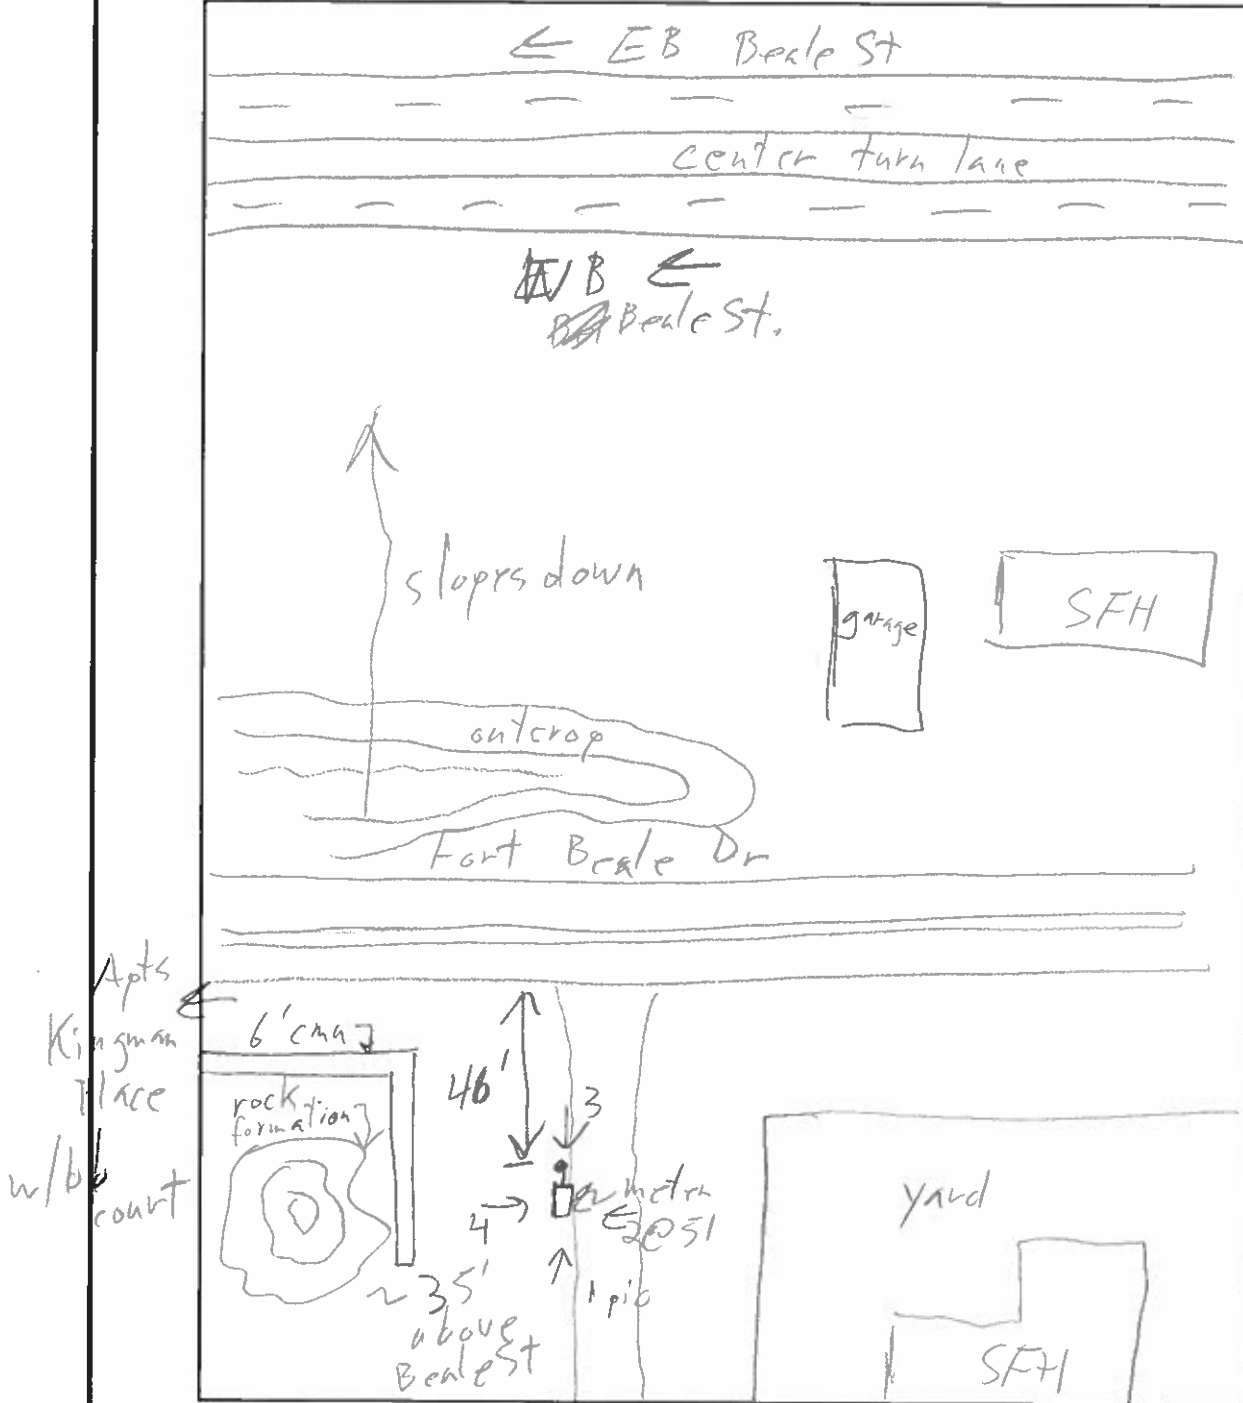 ← EB Beale St
center turn lane
WB ←
Beale St.
slopes down
garage
SFH
outcrop
Fort Beale Dr
Apts
Kingman
Place
w/bb
court
6' cmu
rock
formation
46'
3
meter
4
2@51
1 pic
~35'
above
Beale St
yard
SFH